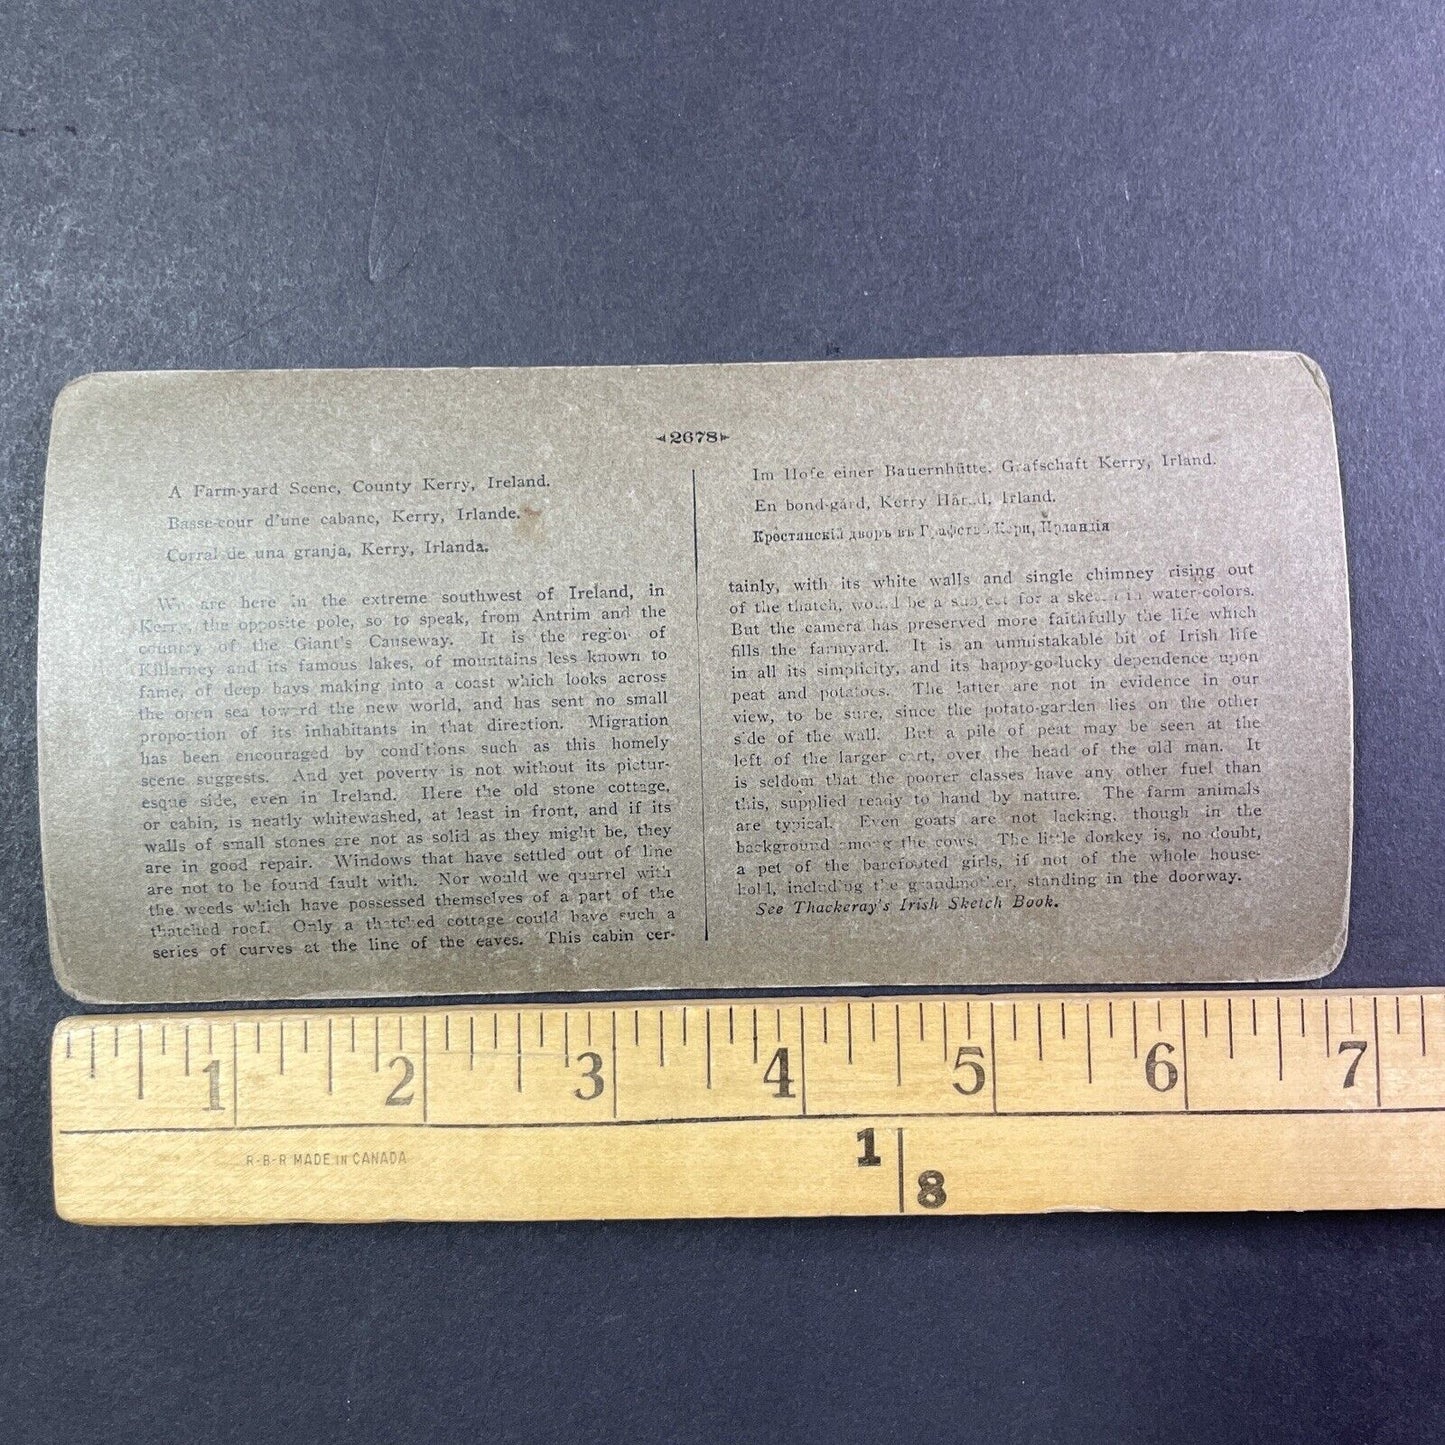 ◄2678►
A Farm-yard Scene, County Kerry, Ireland.
Basse-cour d'une cabane, Kerry, Irlande.
Corral de una granja, Kerry, Irlanda.
We are here in the extreme southwest of Ireland, in
Kerry, the opposite pole, so to speak, from Antrim and the
country of the Giant's Causeway. It is the region of
Killarney and its famous lakes, of mountains less known to
fame, of deep bays making into a coast which looks across
the open sea toward the new world, and has sent no small
proportion of its inhabitants in that direction. Migration
has been encouraged by conditions such as this homely
scene suggests. And yet poverty is not without its pictur-
esque side, even in Ireland. Here the old stone cottage,
or cabin, is neatly whitewashed, at least in front, and if its
walls of small stones are not as solid as they might be, they
are in good repair. Windows that have settled out of line
are not to be found fault with. Nor would we quarrel with
the weeds which have possessed themselves of a part of the
thatched roof. Only a thatched cottage could have such a
series of curves at the line of the eaves. This cabin cer-
Im Hofe einer Bauernhütte. Grafschaft Kerry, Irland.
En bond-gård, Kerry Härad, Irland.
Крестянскій дворъ въ Графствѣ Кери, Ирландія
tainly, with its white walls and single chimney rising out
of the thatch, would be a subject for a sketch in water-colors.
But the camera has preserved more faithfully the life which
fills the farmyard. It is an unmistakable bit of Irish life
in all its simplicity, and its happy-go-lucky dependence upon
peat and potatoes. The latter are not in evidence in our
view, to be sure, since the potato-garden lies on the other
side of the wall. But a pile of peat may be seen at the
left of the larger cart, over the head of the old man. It
is seldom that the poorer classes have any other fuel than
this, supplied ready to hand by nature. The farm animals
are typical. Even goats are not lacking, though in the
background among the cows. The little donkey is, no doubt,
a pet of the barefooted girls, if not of the whole house-
hold, including the grandmother, standing in the doorway.
See Thackeray's Irish Sketch Book.
1 2 3 4 5 6 7
1
8
R-B-R MADE IN CANADA